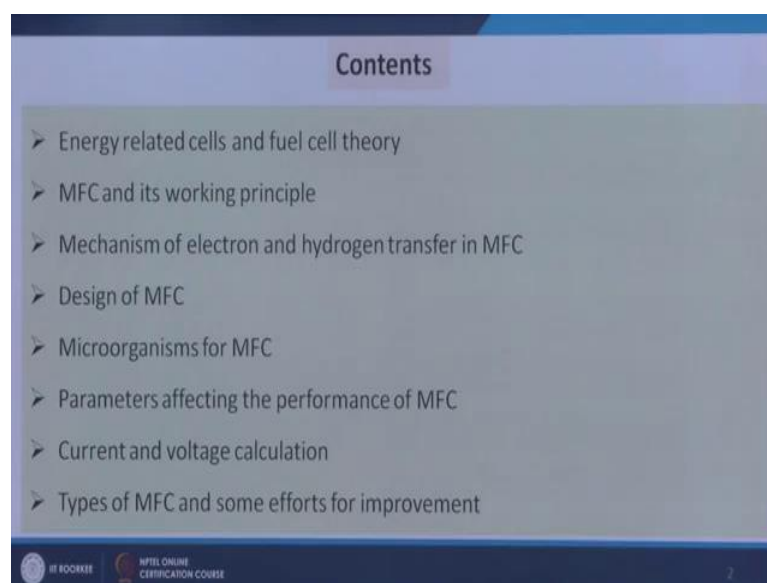 Contents
Energy related cells and fuel cell theory
MFC and its working principle
Mechanism of electron and hydrogen transfer in MFC
Design of MFC
Microorganisms for MFC
Parameters affecting the performance of MFC
Current and voltage calculation
Types of MFC and some efforts for improvement
IIT ROORKEE
NPTEL ONLINE
CERTIFICATION COURSE
2